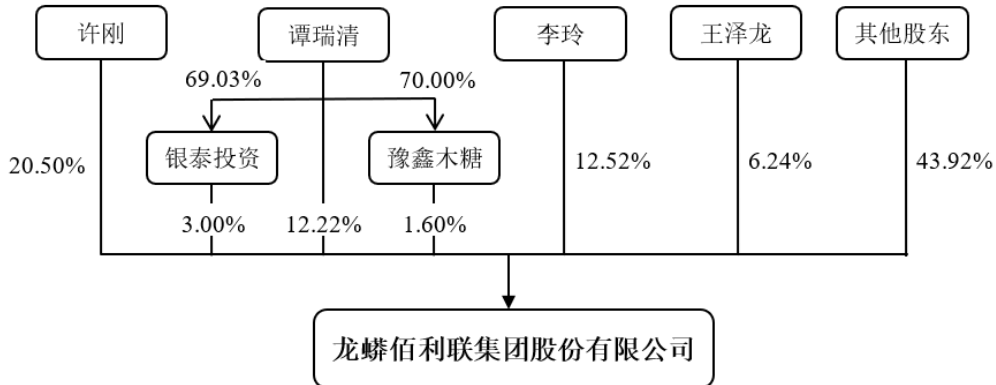 许刚
谭瑞清
李玲
王泽龙
其他股东
69.03%
70.00%
银泰投资
豫鑫木糖
20.50%
12.52%
6.24%
43.92%
3.00%
12.22%
1.60%
龙蟒佰利联集团股份有限公司